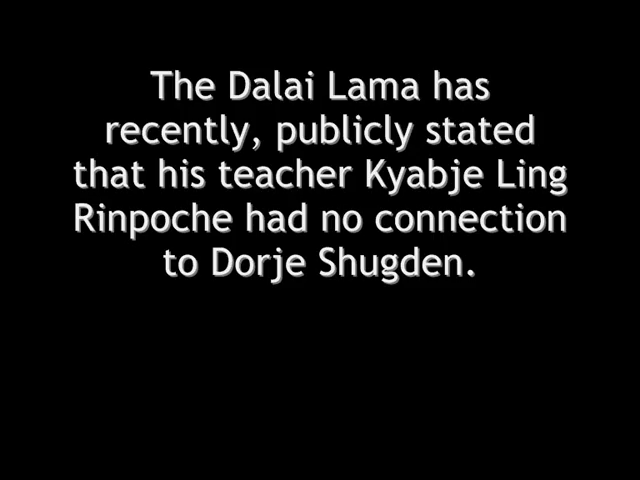 The Dalai Lama has
recently, publicly stated
that his teacher Kyabje Ling
Rinpoche had no connection
to Dorje Shugden.